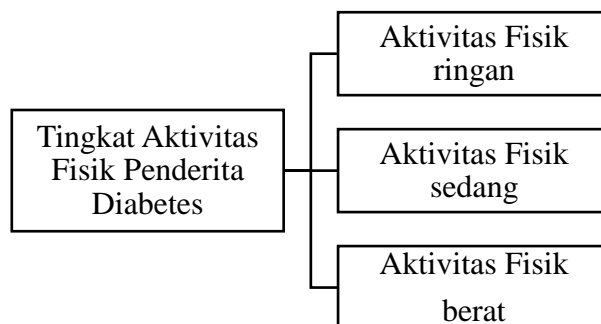 Tingkat Aktivitas
Fisik Penderita
Diabetes
Aktivitas Fisik
ringan
Aktivitas Fisik
sedang
Aktivitas Fisik
berat